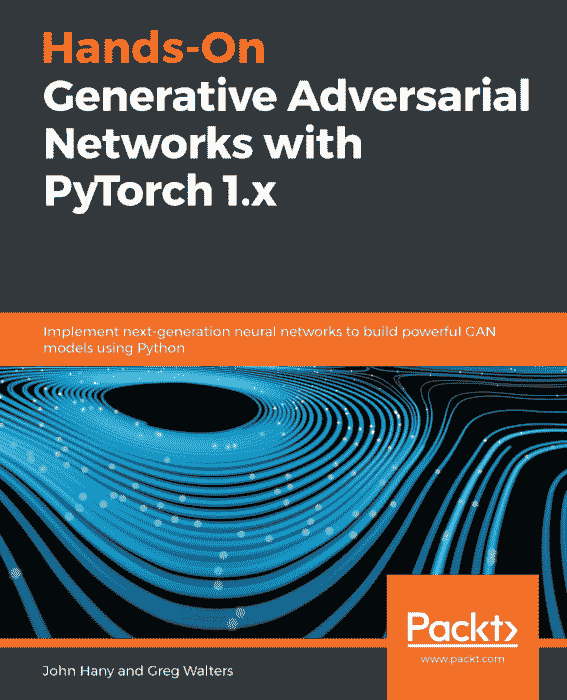 Hands-On
Generative Adversarial
Networks with
PyTorch 1.x
Implement next-generation neural networks to build powerful GAN
models using Python
Packt>
www.packt.com
John Hany and Greg Walters